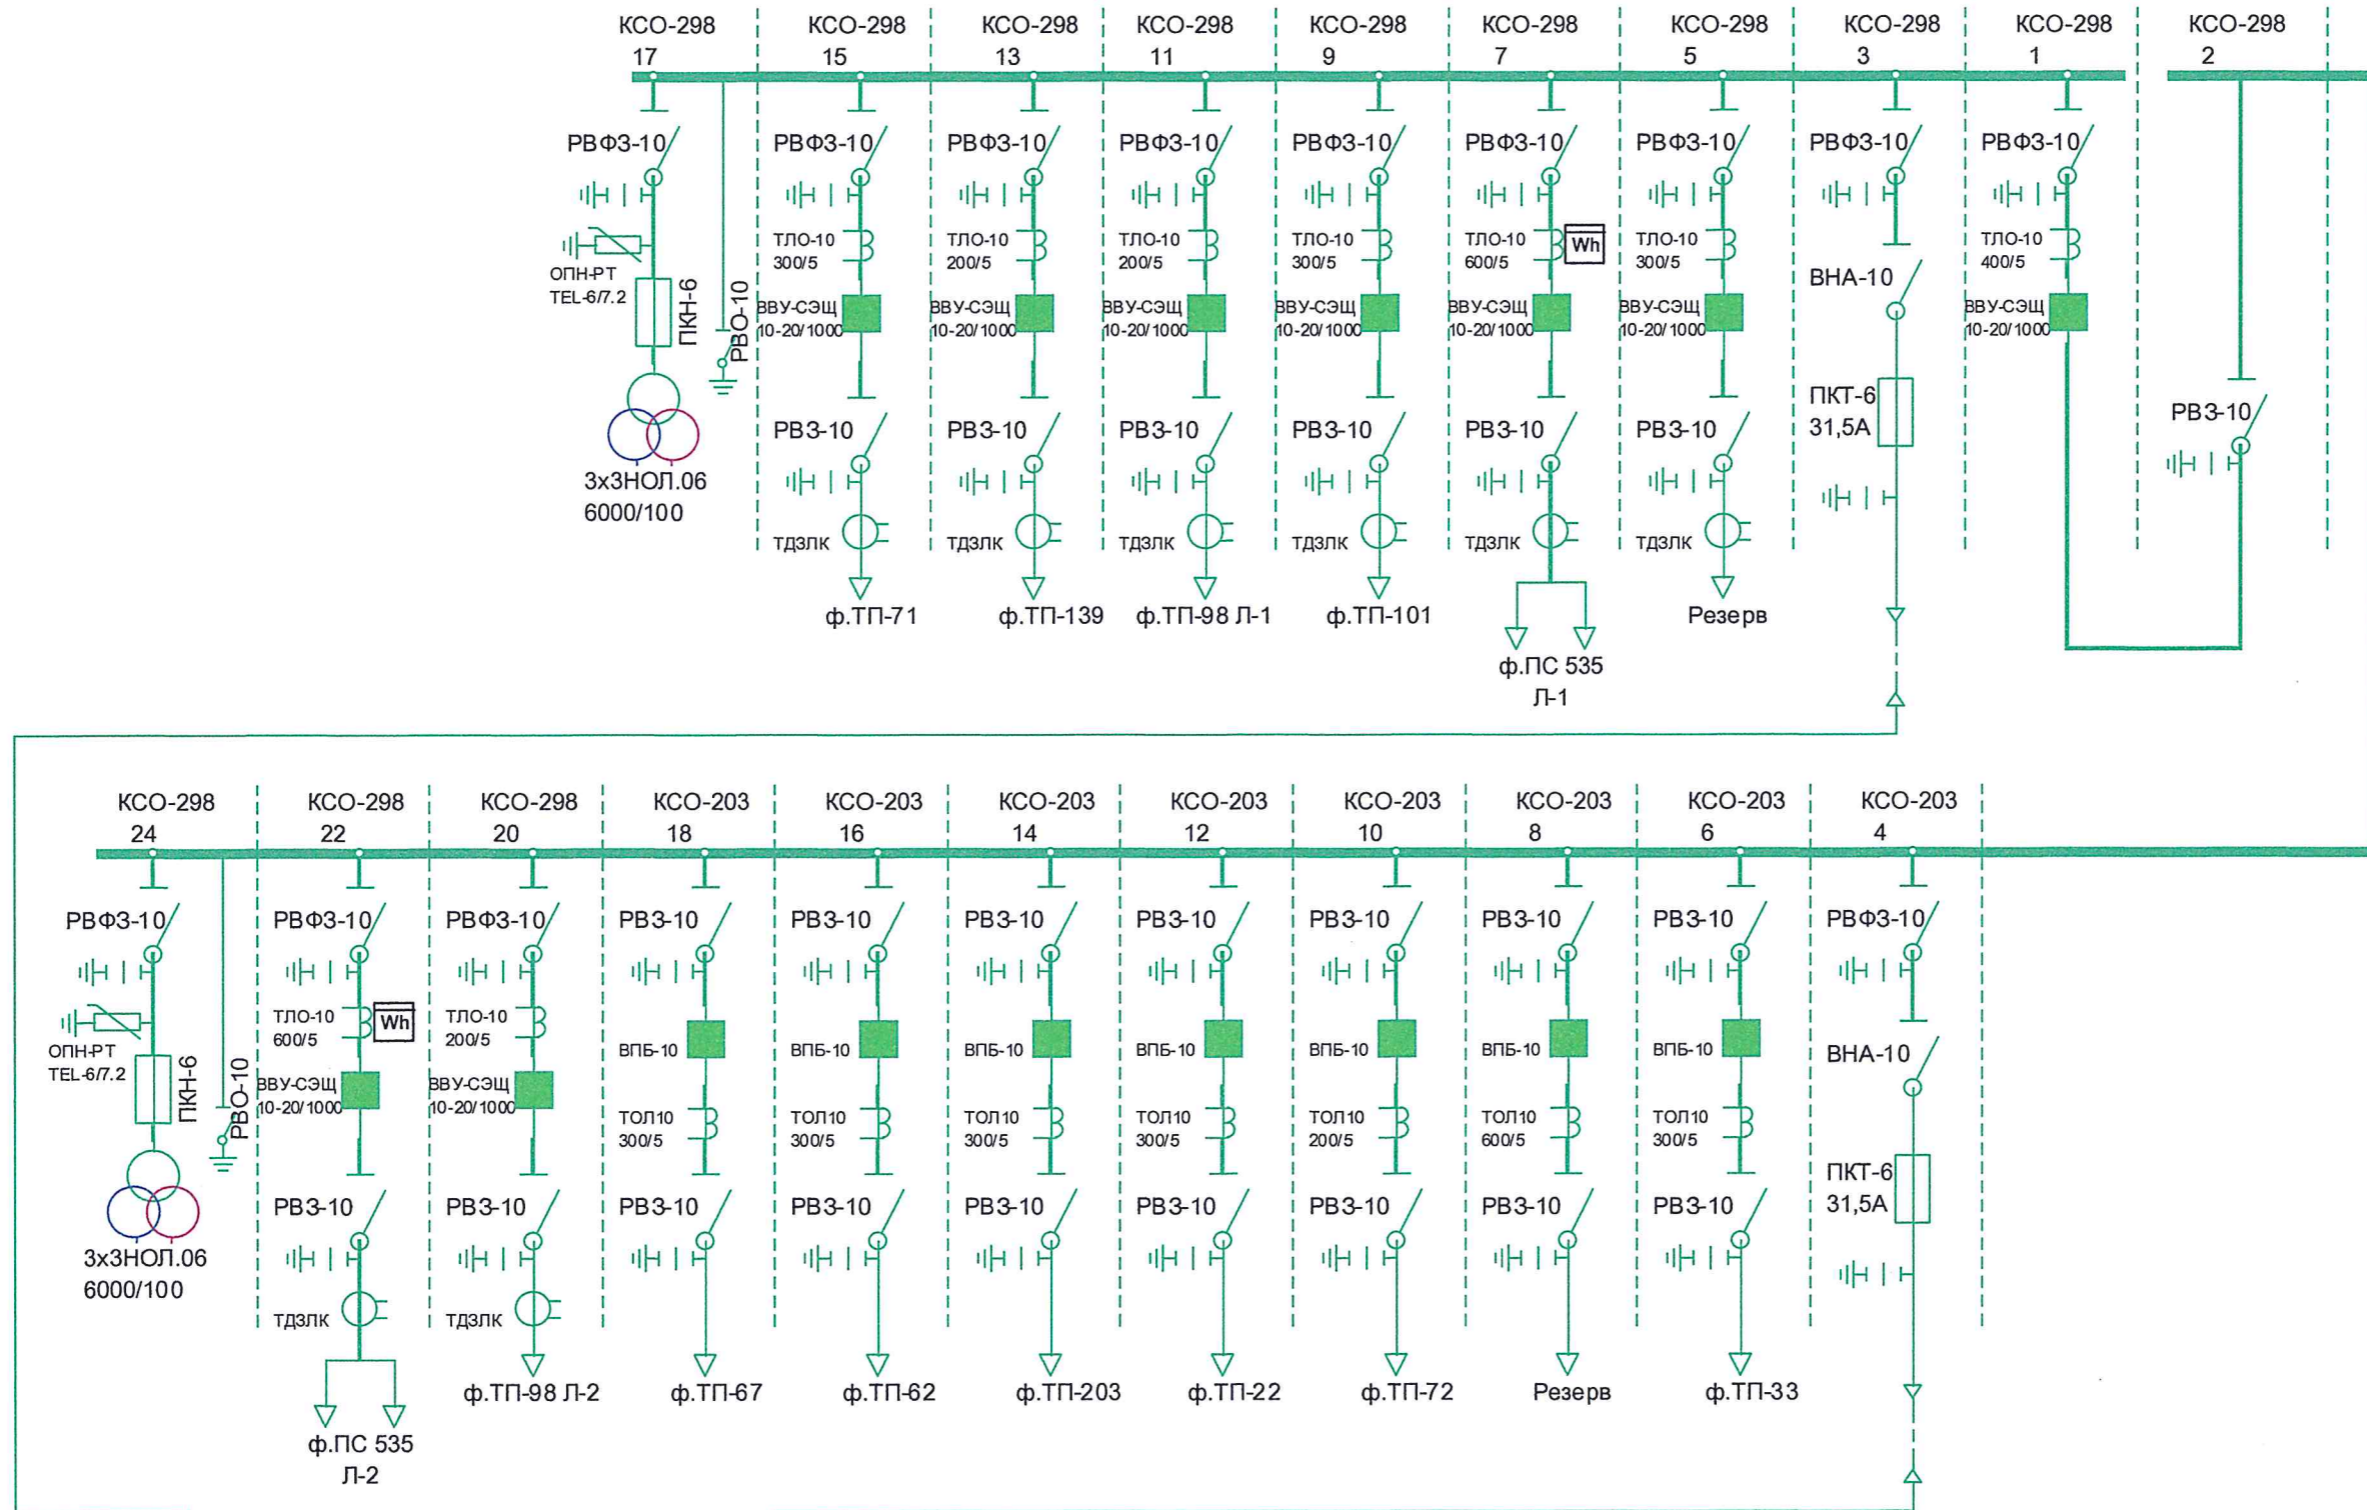 КСО-298 КСО-298 КСО-298 КСО-298 КСО-298 КСО-298 КСО-298 КСО-298 КСО-298 КСО-298
17 15 13 11 9 7 5 3 1 2
РВФЗ-10 РВФЗ-10 РВФЗ-10 РВФЗ-10 РВФЗ-10 РВФЗ-10 РВФЗ-10 РВФЗ-10 РВФЗ-10
ТЛО-10 ТЛО-10 ТЛО-10 ТЛО-10 ТЛО-10 Wh ТЛО-10 ТЛО-10
300/5 200/5 200/5 300/5 600/5 300/5 400/5
ОПН-РТ ВНА-10
TEL-6/7.2 ПКН-6 РВО-10
ВВУ-СЭЩ ВВУ-СЭЩ ВВУ-СЭЩ ВВУ-СЭЩ ВВУ-СЭЩ ВВУ-СЭЩ ВВУ-СЭЩ
10-20/1000 10-20/1000 10-20/1000 10-20/1000 10-20/1000 10-20/1000 10-20/1000
ПКТ-6 РВЗ-10
31,5А
РВЗ-10 РВЗ-10 РВЗ-10 РВЗ-10 РВЗ-10 РВЗ-10
3х3НОЛ.06
6000/100
ТДЗЛК ТДЗЛК ТДЗЛК ТДЗЛК ТДЗЛК ТДЗЛК
ф.ТП-71 ф.ТП-139 ф.ТП-98 Л-1 ф.ТП-101 Резерв
ф.ПС 535
Л-1
КСО-298 КСО-298 КСО-298 КСО-203 КСО-203 КСО-203 КСО-203 КСО-203 КСО-203 КСО-203 КСО-203
24 22 20 18 16 14 12 10 8 6 4
РВФЗ-10 РВФЗ-10 РВФЗ-10 РВЗ-10 РВЗ-10 РВЗ-10 РВЗ-10 РВЗ-10 РВЗ-10 РВЗ-10 РВФЗ-10
ТЛО-10 Wh ТЛО-10
600/5 200/5
ОПН-РТ ВПБ-10 ВПБ-10 ВПБ-10 ВПБ-10 ВПБ-10 ВПБ-10 ВПБ-10 ВНА-10
TEL-6/7.2 ПКН-6 РВО-10
ВВУ-СЭЩ ВВУ-СЭЩ
10-20/1000 10-20/1000
ТОЛ10 ТОЛ10 ТОЛ10 ТОЛ10 ТОЛ10 ТОЛ10 ТОЛ10
300/5 300/5 300/5 300/5 200/5 600/5 300/5
ПКТ-6
31,5А
РВЗ-10 РВЗ-10 РВЗ-10 РВЗ-10 РВЗ-10 РВЗ-10 РВЗ-10 РВЗ-10 РВЗ-10
3х3НОЛ.06
6000/100
ТДЗЛК ТДЗЛК
ф.ТП-98 Л-2 ф.ТП-67 ф.ТП-62 ф.ТП-203 ф.ТП-22 ф.ТП-72 Резерв ф.ТП-33
ф.ПС 535
Л-2